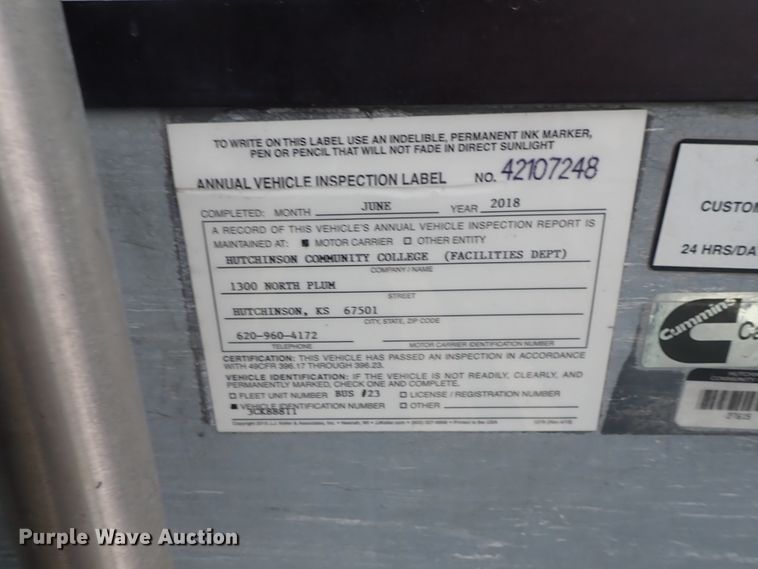 TO WRITE ON THIS LABEL USE AN INDELIBLE, PERMANENT INK MARKER,
PEN OR PENCIL THAT WILL NOT FADE IN DIRECT SUNLIGHT
ANNUAL VEHICLE INSPECTION LABEL NO. 42107248
COMPLETED: MONTH JUNE YEAR 2018
A RECORD OF THIS VEHICLE'S ANNUAL VEHICLE INSPECTION REPORT IS
MAINTAINED AT: MOTOR CARRIER OTHER ENTITY
HUTCHINSON COMMUNITY COLLEGE (FACILITIES DEPT)
COMPANY/NAME
1300 NORTH PLUM
STREET
HUTCHINSON, KS 67501
CITY, STATE, ZIP CODE
620-960-4172
TELEPHONE MOTOR CARRIER IDENTIFICATION NUMBER
CERTIFICATION: THIS VEHICLE HAS PASSED AN INSPECTION IN ACCORDANCE
WITH 49CFR 396.17 THROUGH 396.23.
VEHICLE IDENTIFICATION: IF THE VEHICLE IS NOT READILY, CLEARLY, AND
PERMANENTLY MARKED, CHECK ONE AND COMPLETE.
FLEET UNIT NUMBER BUS #23 LICENSE / REGISTRATION NUMBER
VEHICLE IDENTIFICATION NUMBER OTHER
3CK88811
CUSTOM
24 HRS/DA
Cummins
Ca
HUTCHIN
COMMUNITY
27615
Purple Wave Auction